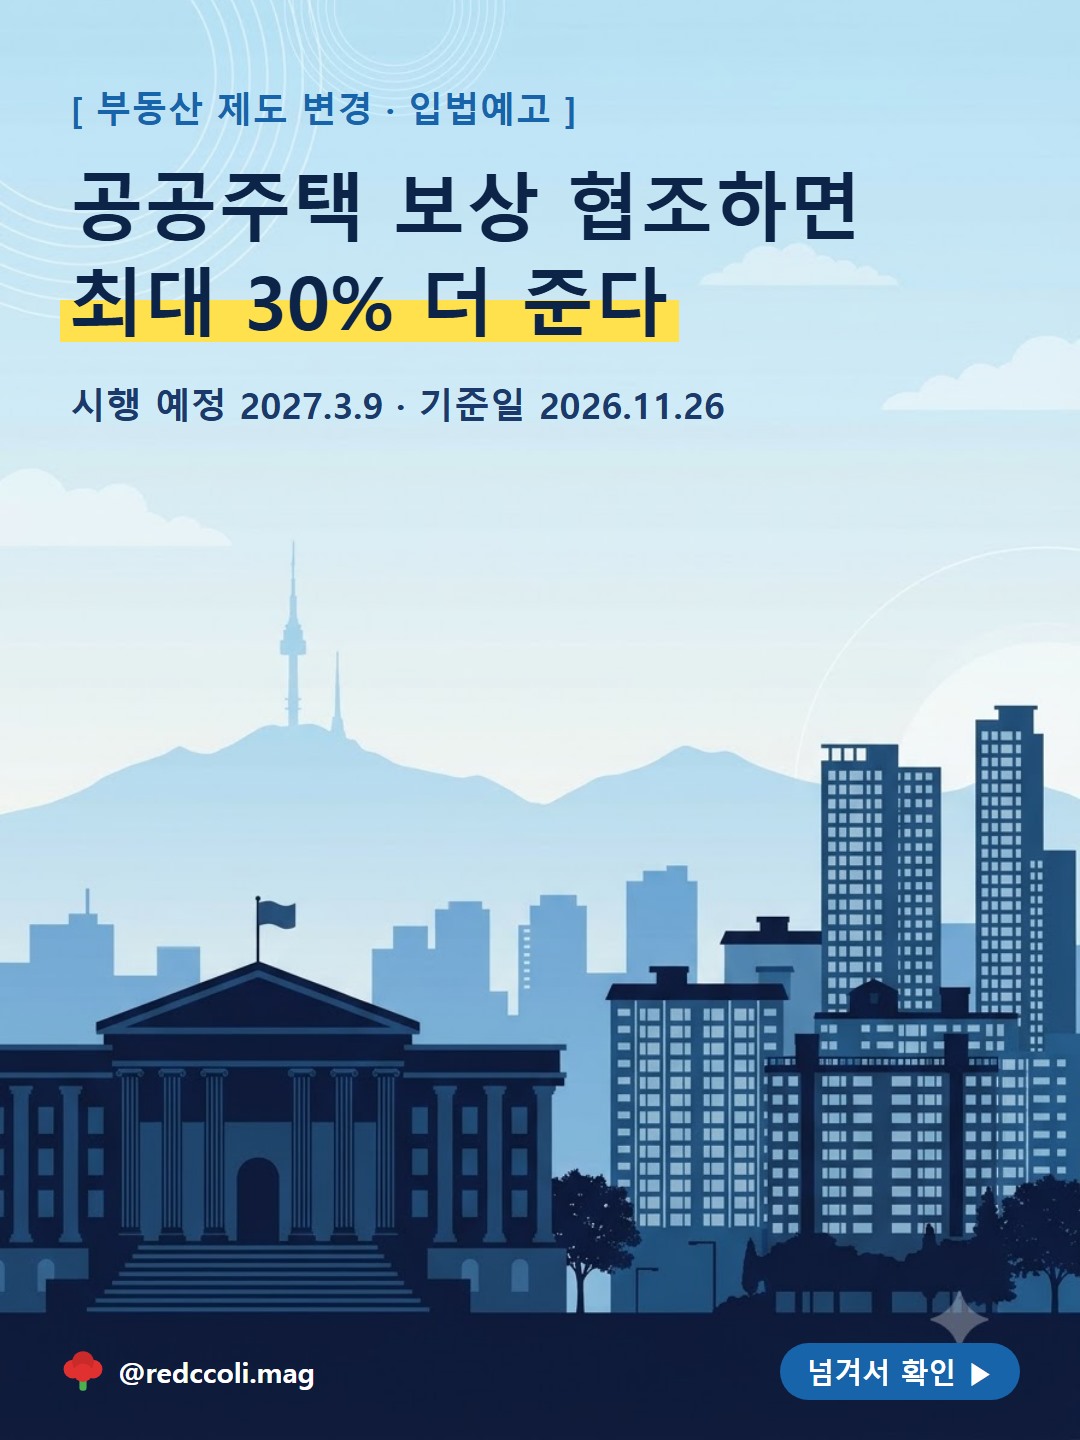 [ 부동산 제도 변경 · 입법예고 ]
공공주택 보상 협조하면
최대 30% 더 준다
시행 예정 2027.3.9 · 기준일 2026.11.26
@redccoli.mag
넘겨서 확인 ▶